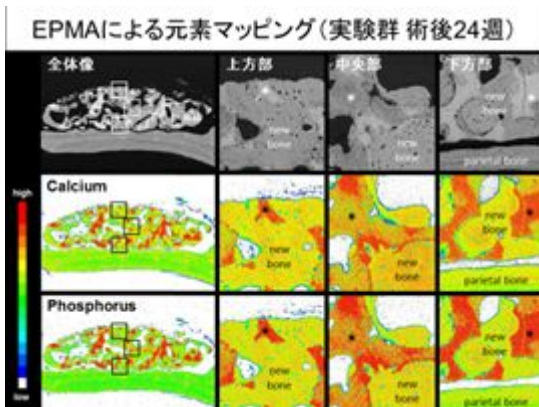 EPMAによる元素マッピング(実験群 術後24週)
全体像
上方部
中央部
下方部
new
bone
new
bone
new
bone
parietal bone
high
low
Calcium
new
bone
new
bone
new
bone
parietal bone
Phosphorus
new
bone
new
bone
new
bone
parietal bone